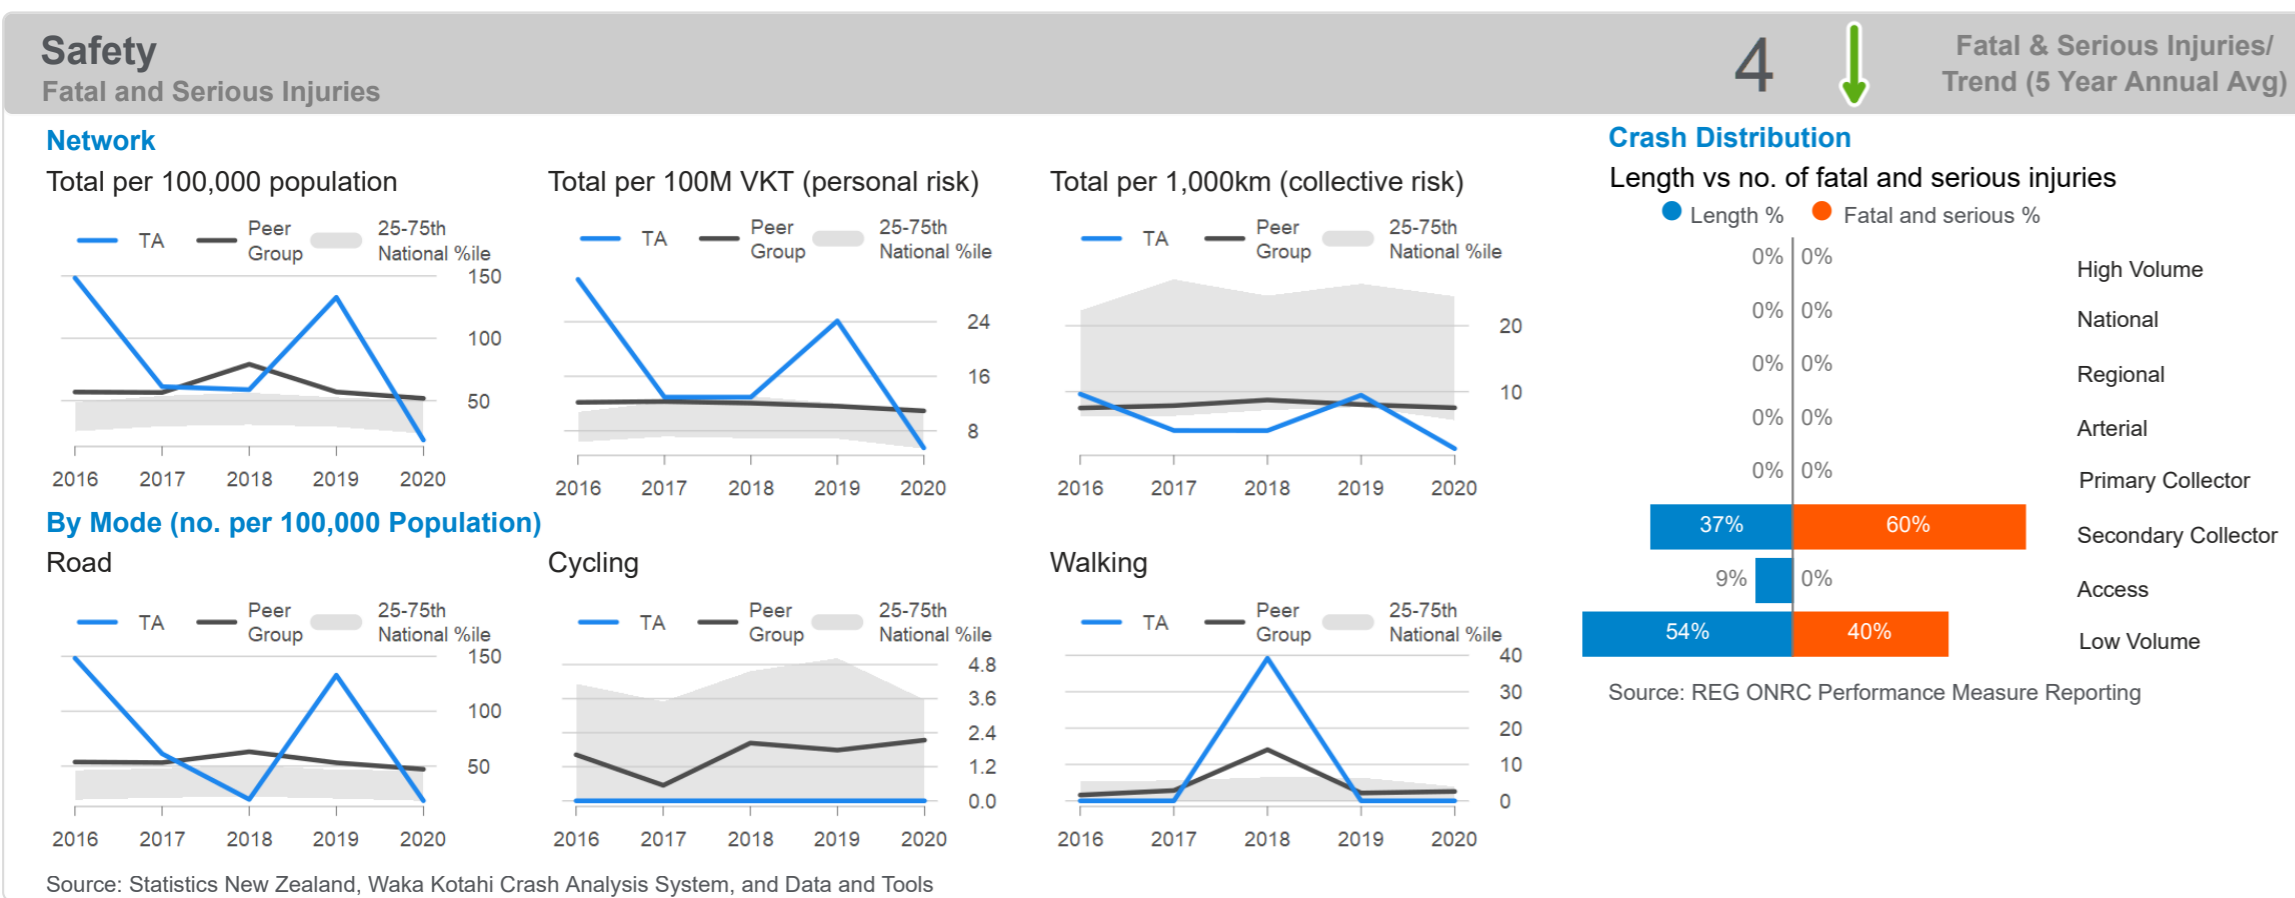 Safety
Fatal and Serious Injuries
4
Fatal & Serious Injuries/
Trend (5 Year Annual Avg)
Network
Total per 100,000 population
TA
Peer
Group
25-75th
National %ile
150
100
50
2016 2017 2018 2019 2020
Total per 100M VKT (personal risk)
TA
Peer
Group
25-75th
National %ile
24
16
8
2016 2017 2018 2019 2020
Total per 1,000km (collective risk)
TA
Peer
Group
25-75th
National %ile
20
10
2016 2017 2018 2019 2020
By Mode (no. per 100,000 Population)
Road
TA
Peer
Group
25-75th
National %ile
150
100
50
2016 2017 2018 2019 2020
Cycling
TA
Peer
Group
25-75th
National %ile
4.8
3.6
2.4
1.2
0.0
2016 2017 2018 2019 2020
Walking
TA
Peer
Group
25-75th
National %ile
40
30
20
10
0
2016 2017 2018 2019 2020
Source: Statistics New Zealand, Waka Kotahi Crash Analysis System, and Data and Tools
Crash Distribution
Length vs no. of fatal and serious injuries
Length % Fatal and serious %
0% 0% High Volume
0% 0% National
0% 0% Regional
0% 0% Arterial
0% 0% Primary Collector
37% 60% Secondary Collector
9% 0% Access
54% 40% Low Volume
Source: REG ONRC Performance Measure Reporting